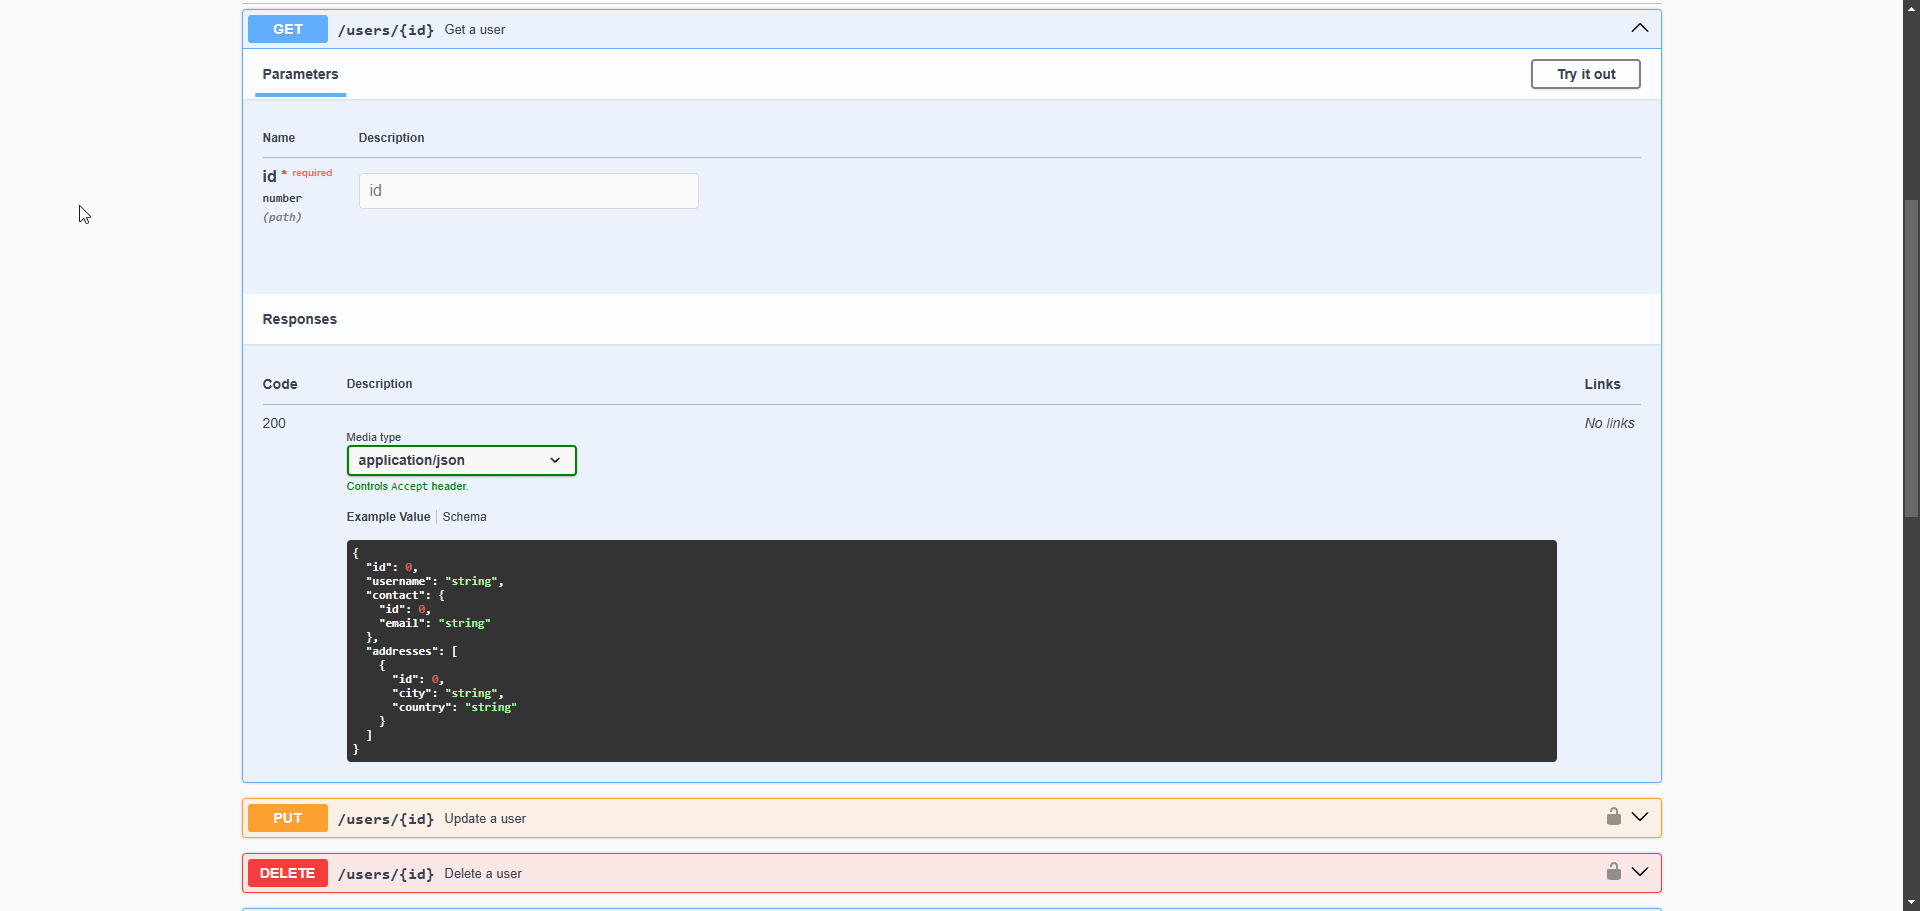 GET /users/{id} Get a user
Parameters
Try it out
Name Description
id * required
number
(path)
id
Responses
Code Description Links
200
No links
Media type
application/json
Controls Accept header.
Example Value Schema
{
  "id": 0,
  "username": "string",
  "contact": {
    "id": 0,
    "email": "string"
  },
  "addresses": [
    {
      "id": 0,
      "city": "string",
      "country": "string"
    }
  ]
}
PUT /users/{id} Update a user
DELETE /users/{id} Delete a user